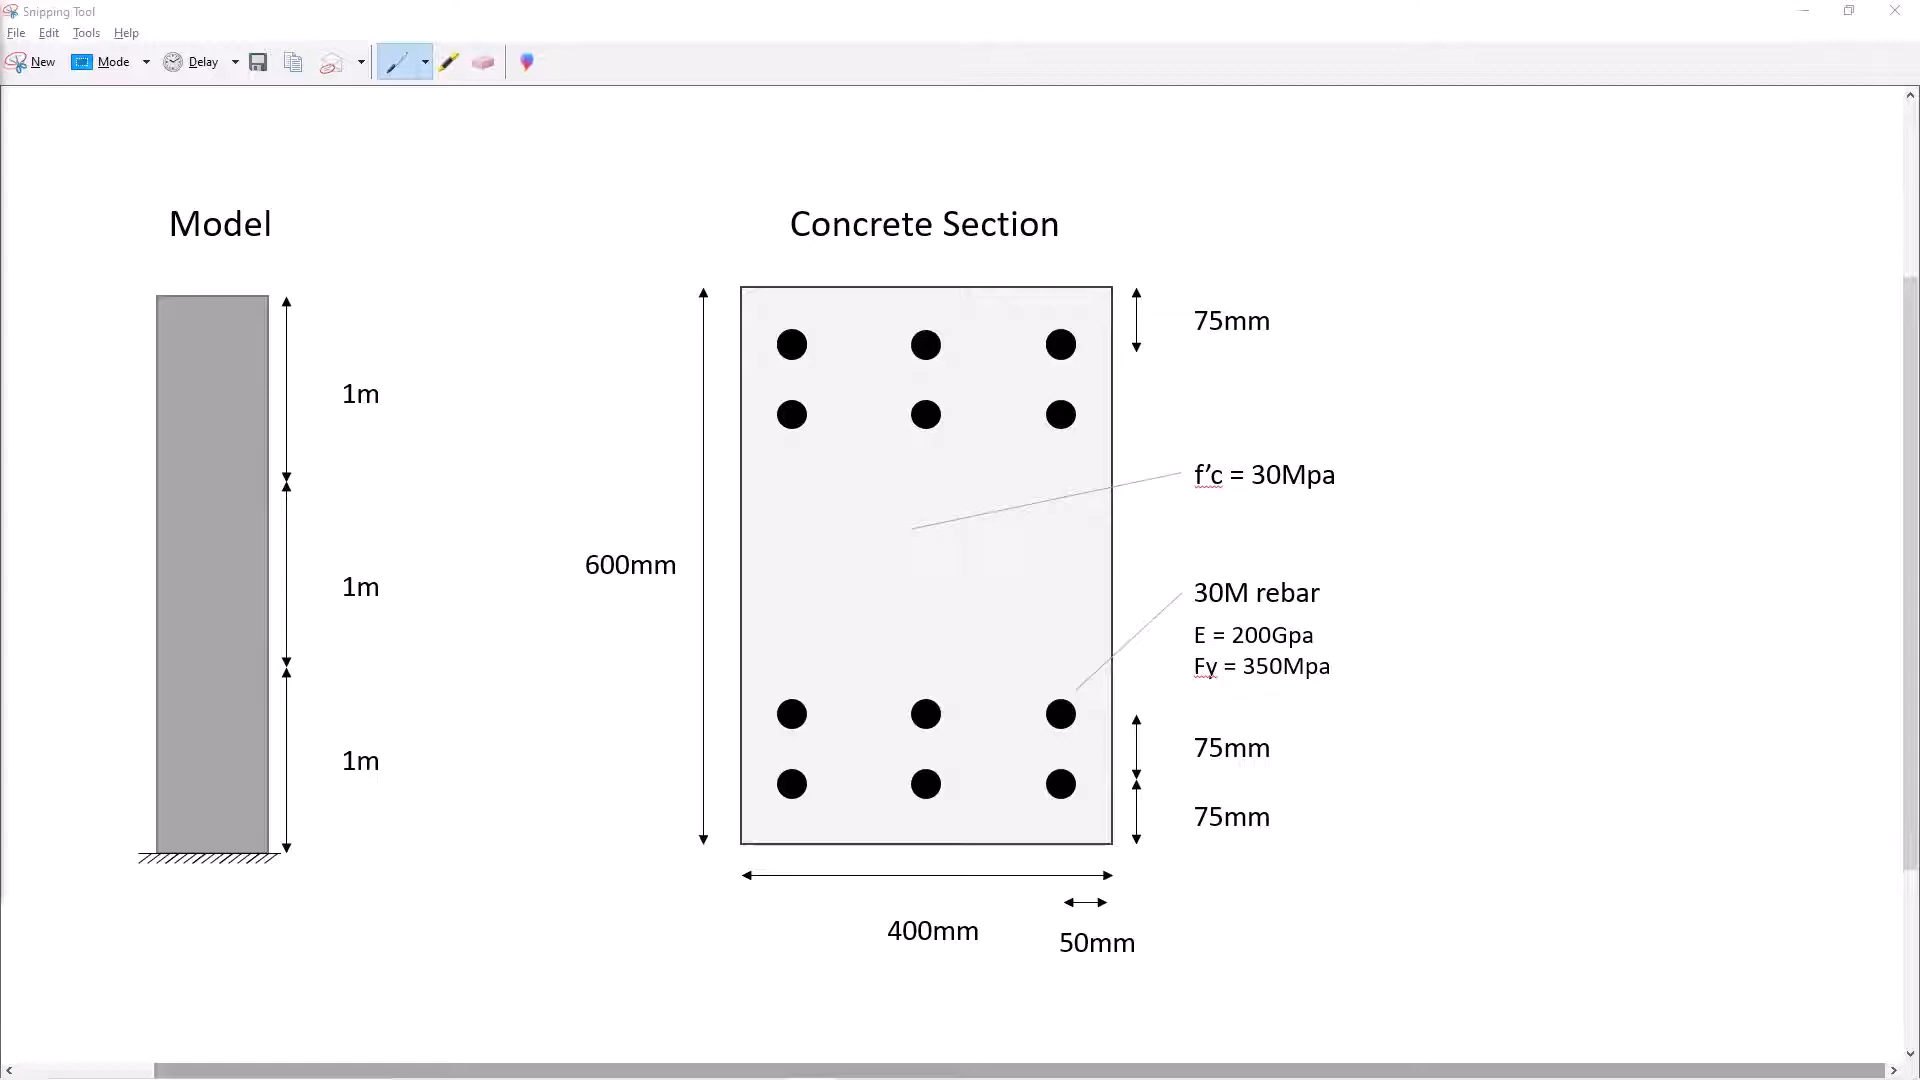 Snipping Tool
File Edit Tools Help
New Mode Delay
Model
Concrete Section
75mm
1m
f’c = 30Mpa
600mm
1m
30M rebar
E = 200Gpa
Fy = 350Mpa
75mm
1m
75mm
400mm
50mm